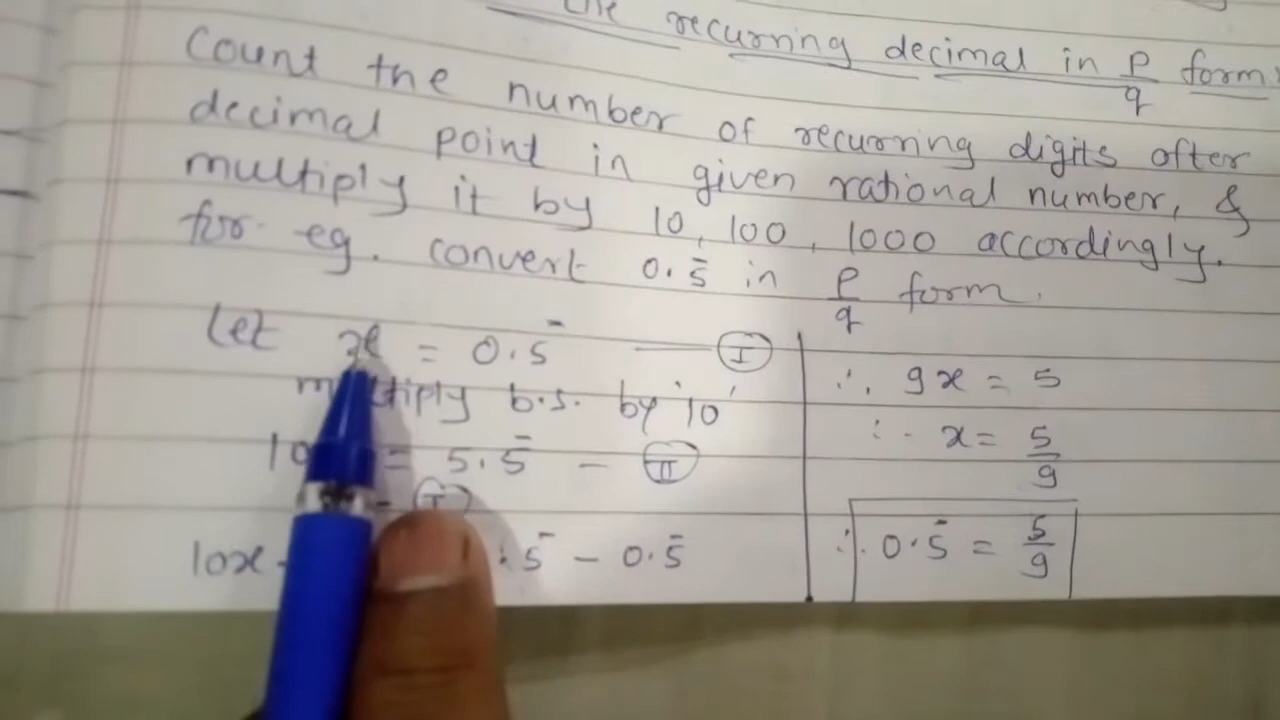 the recurring decimal in p/q form:
Count the number of recurring digits after
decimal point in given rational number, &
multiply it by 10, 100, 1000 accordingly.
for eg. convert 0.5̄ in p/q form.
Let x = 0.5̄ — I
multiply b.s. by 10
= 5.5̄ — II
10x - 0.5̄
∴ 9x = 5
∴ x = 5/9
∴ 0.5̄ = 5/9